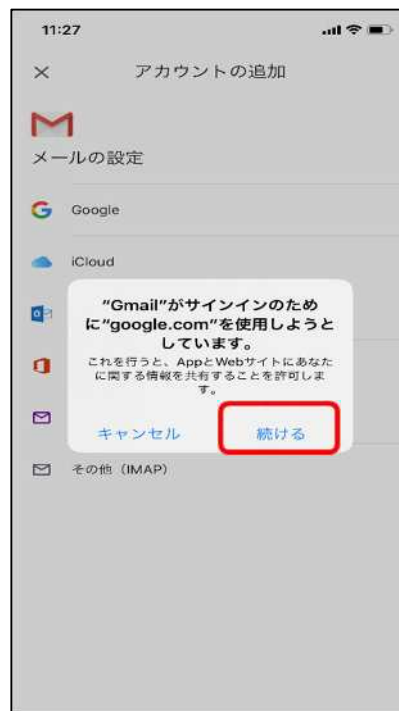 11:27
アカウントの追加
メールの設定
Google
iCloud
"Gmail"がサインインのため
に"google.com"を使用しようと
しています。
これを行うと、AppとWebサイトにあなた
に関する情報を共有することを許可しま
す。
キャンセル 続ける
その他（IMAP）